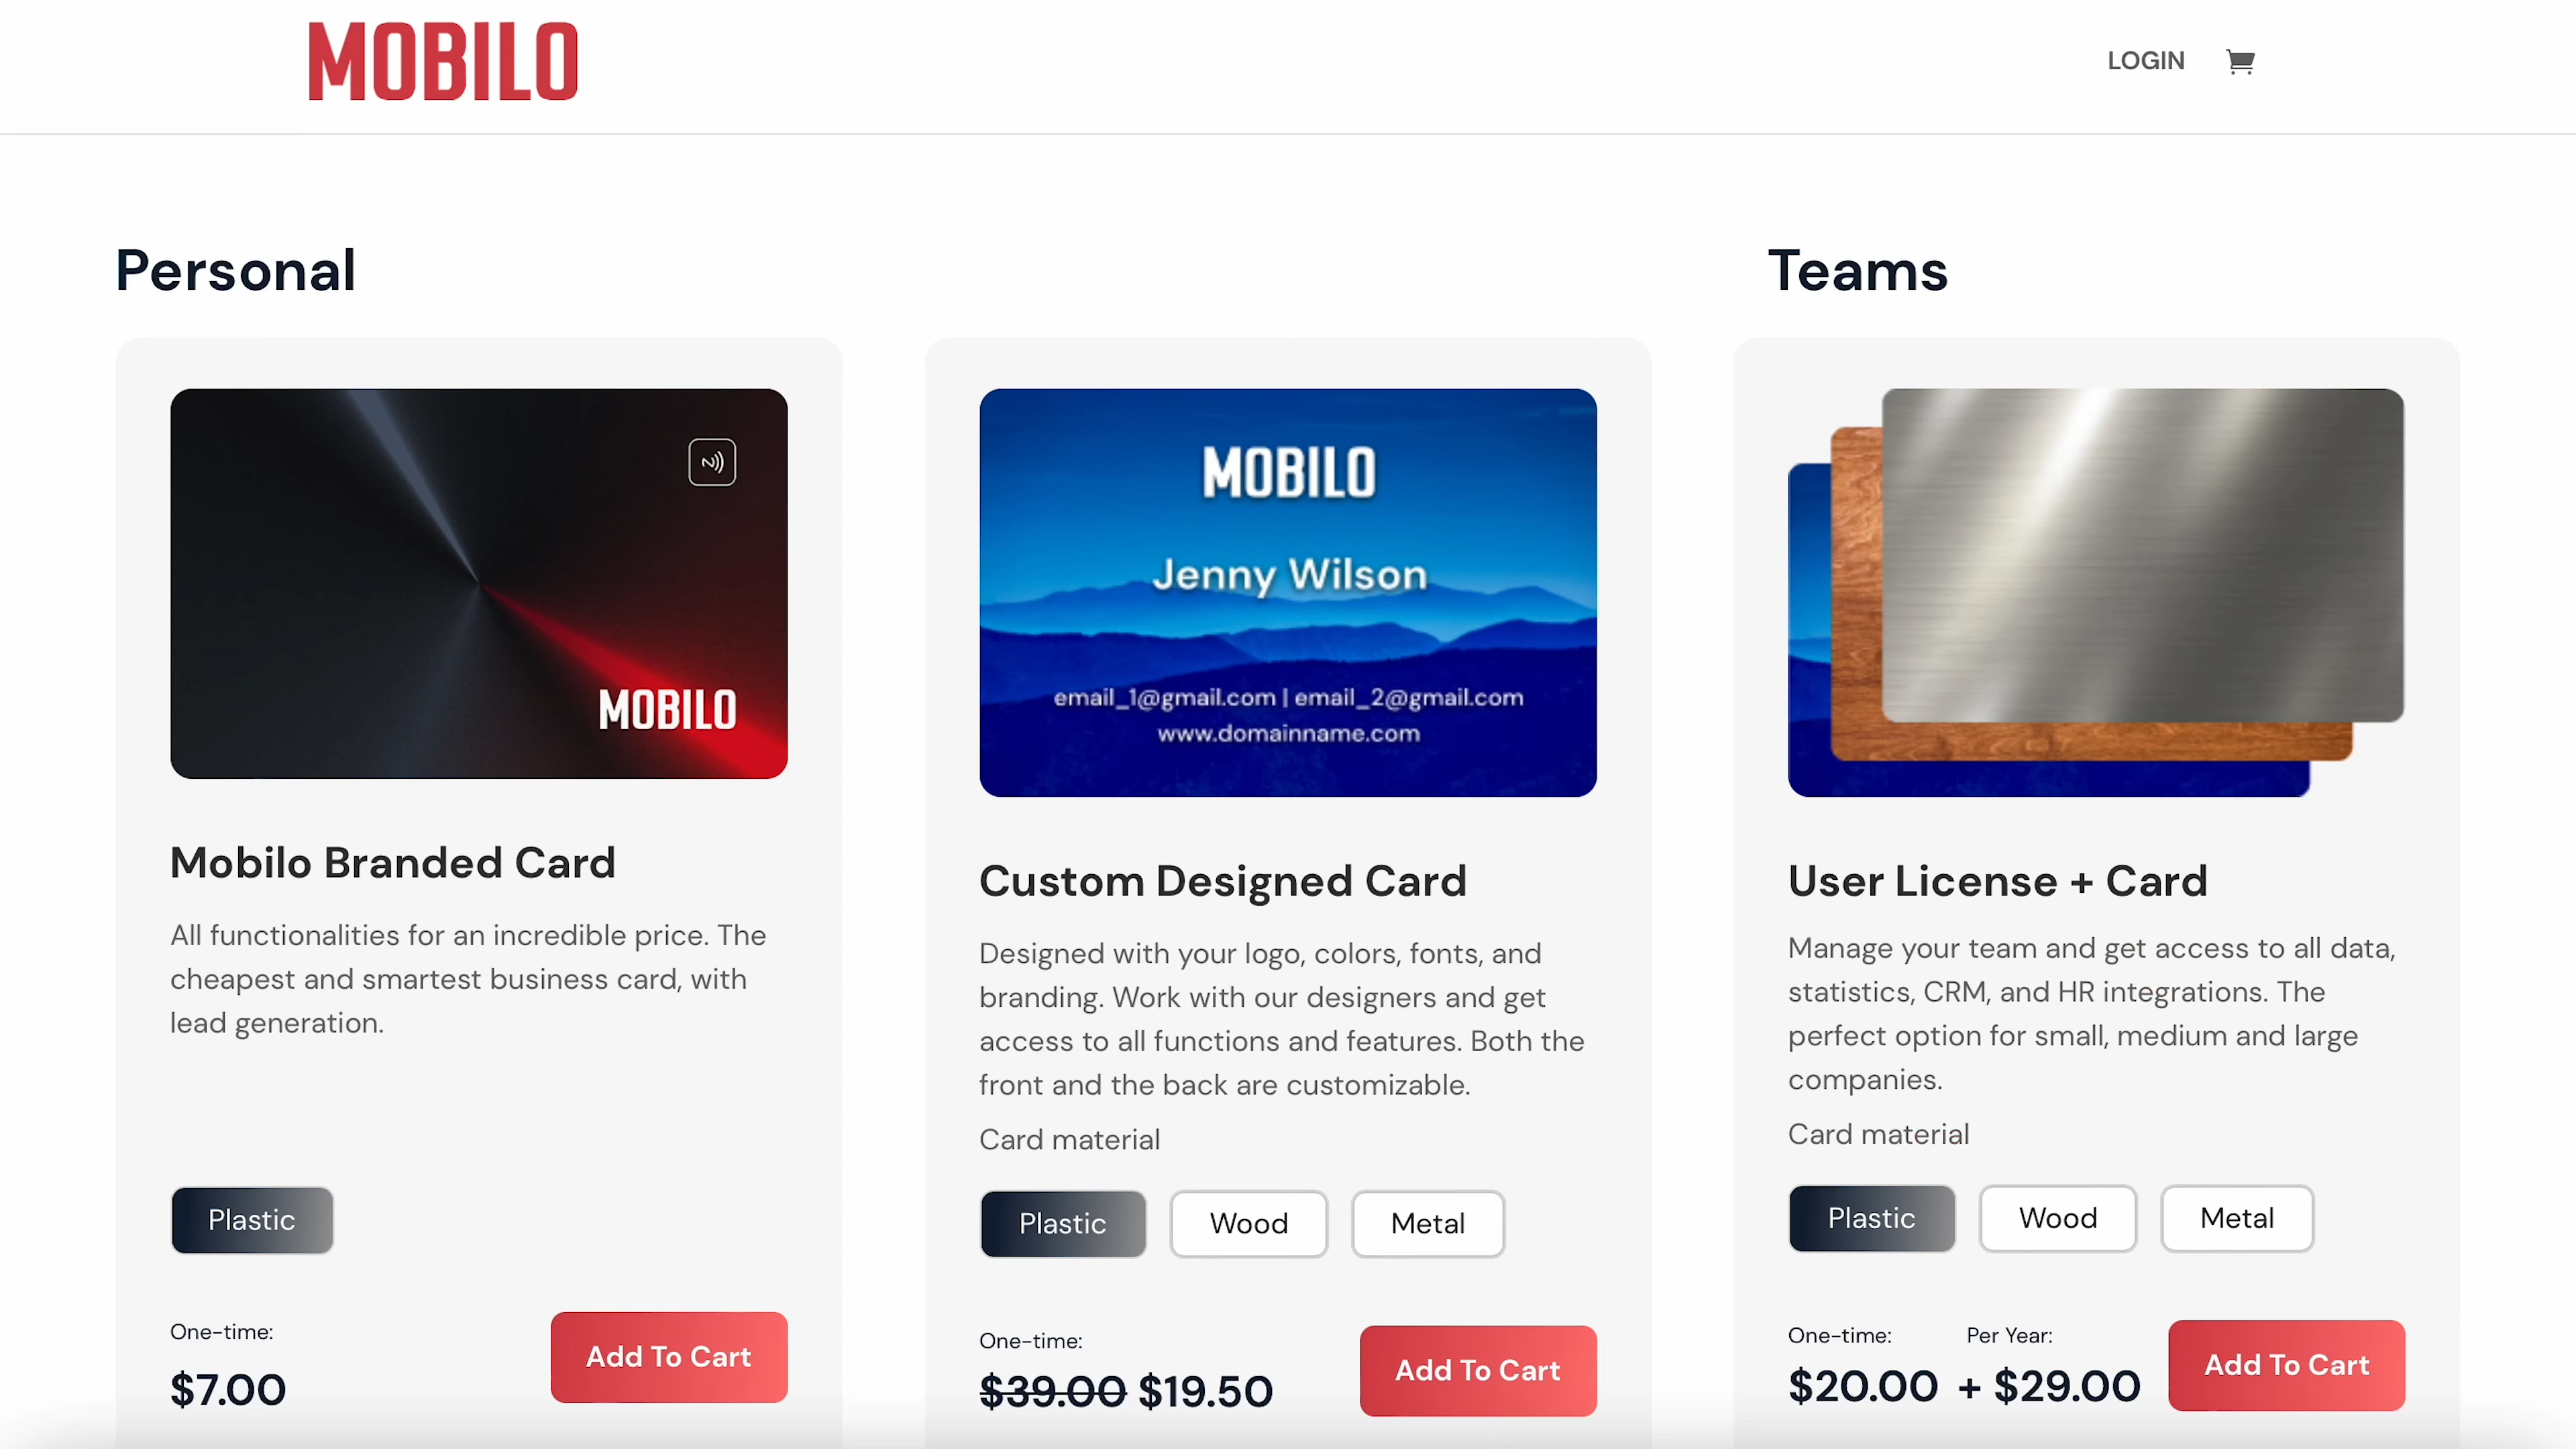 MOBILO
LOGIN
Personal
Teams
MOBILO
Mobilo Branded Card
All functionalities for an incredible price. The
cheapest and smartest business card, with
lead generation.
Plastic
One-time:
$7.00
Add To Cart
MOBILO
Jenny Wilson
email_1@gmail.com | email_2@gmail.com
www.domainname.com
Custom Designed Card
Designed with your logo, colors, fonts, and
branding. Work with our designers and get
access to all functions and features. Both the
front and the back are customizable.
Card material
Plastic Wood Metal
One-time:
$39.00 $19.50
Add To Cart
User License + Card
Manage your team and get access to all data,
statistics, CRM, and HR integrations. The
perfect option for small, medium and large
companies.
Card material
Plastic Wood Metal
One-time: Per Year:
$20.00 + $29.00
Add To Cart